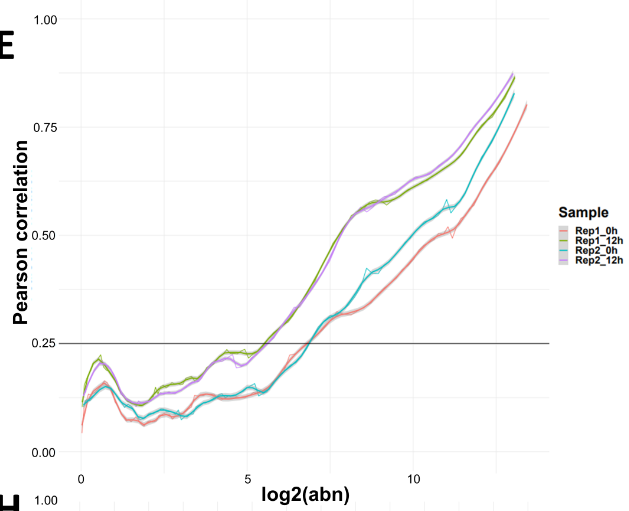 E
1.00
0.75
0.50
0.25
0.00
Pearson correlation
0
5
10
log2(abn)
Sample
Rep1_0h
Rep1_12h
Rep2_0h
Rep2_12h
1.00